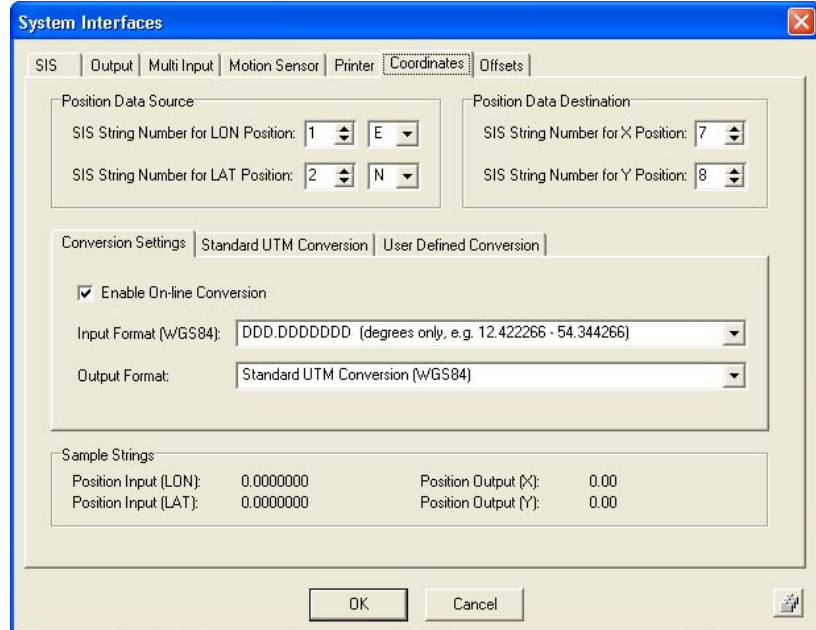 System Interfaces
SIS Output Multi Input Motion Sensor Printer Coordinates Offsets
Position Data Source
SIS String Number for LON Position: 1 E
SIS String Number for LAT Position: 2 N
Position Data Destination
SIS String Number for X Position: 7
SIS String Number for Y Position: 8
Conversion Settings Standard UTM Conversion User Defined Conversion
Enable On-line Conversion
Input Format (WGS84): DDD.DDDDDDD (degrees only, e.g. 12.422266 - 54.344266)
Output Format: Standard UTM Conversion (WGS84)
Sample Strings
Position Input (LON): 0.0000000 Position Output (X): 0.00
Position Input (LAT): 0.0000000 Position Output (Y): 0.00
OK Cancel